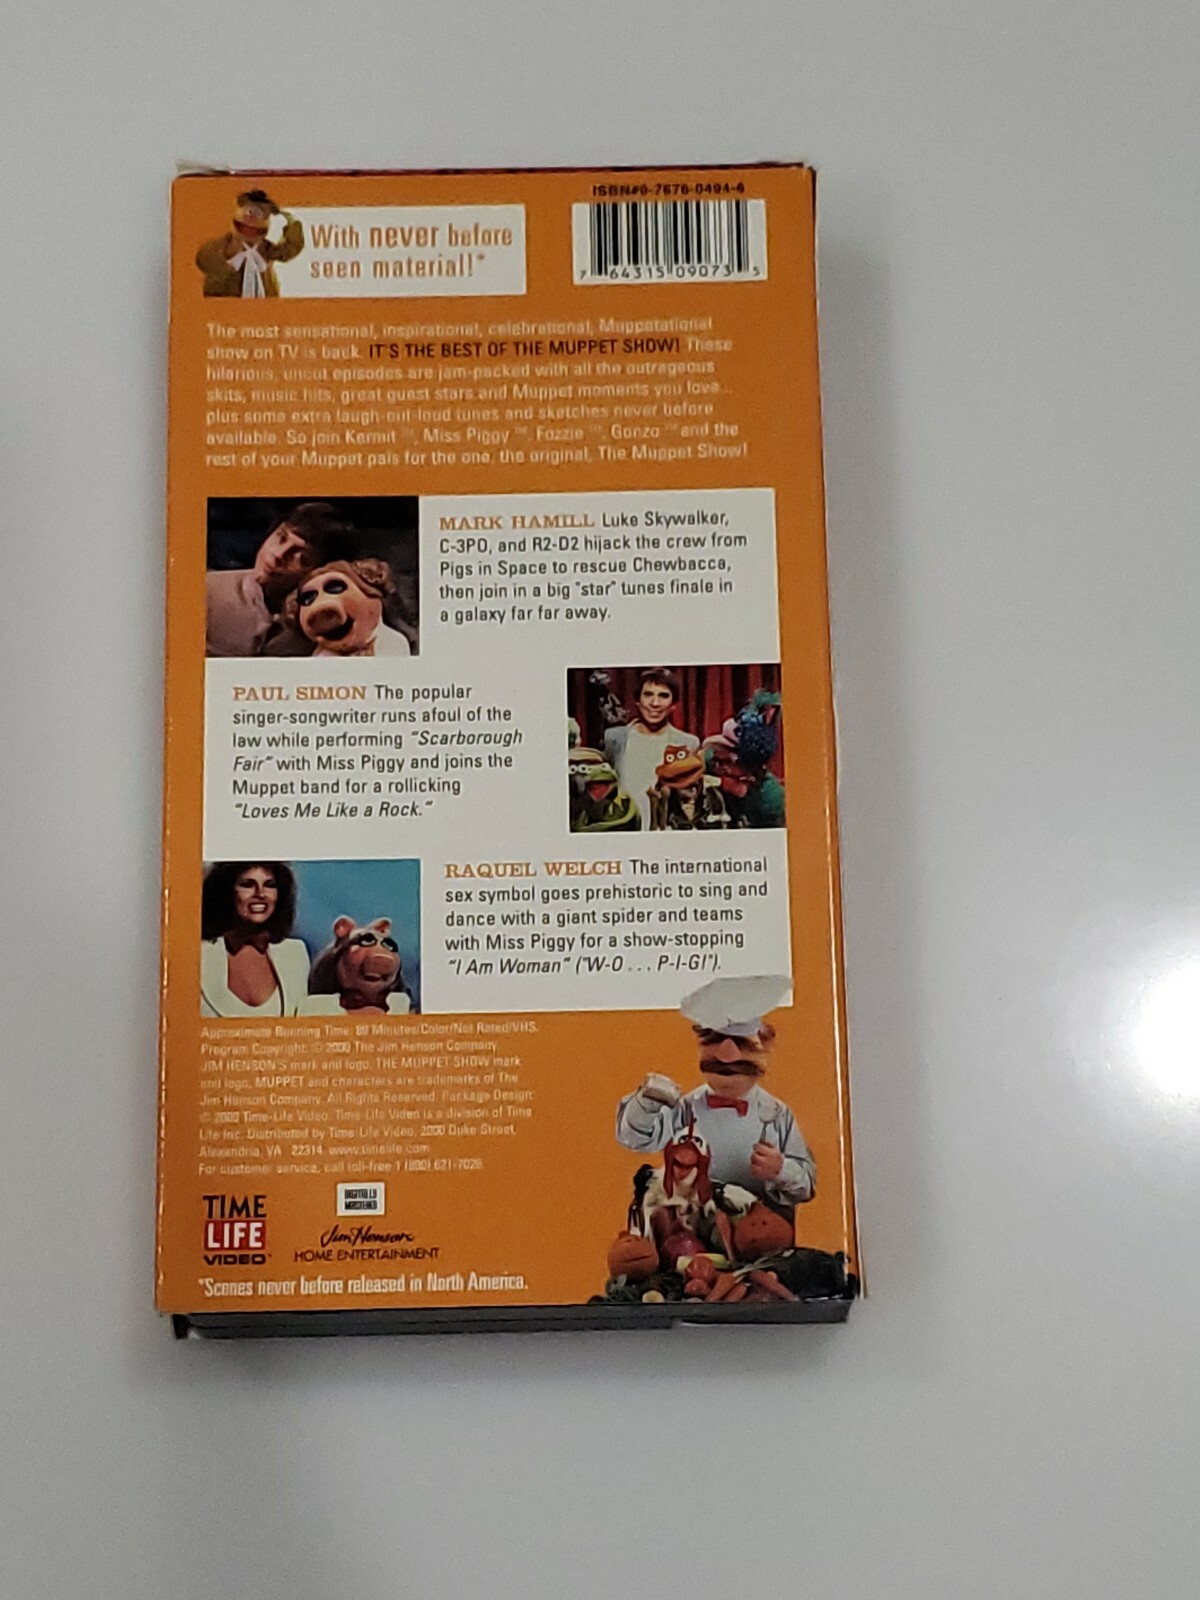 ISBN#0-7676-0494-6
With never before
seen material!*
7 64315 09073 5
The most sensational, inspirational, celebrational, Muppetational
show on TV is back. IT'S THE BEST OF THE MUPPET SHOW! These
hilarious, uncut episodes are jam-packed with all the outrageous
skits, music hits, great guest stars and Muppet moments you love...
plus some extra laugh-out-loud tunes and sketches never before
available. So join Kermit™, Miss Piggy™, Fozzie™, Gonzo™ and the
rest of your Muppet pals for the one, the original, The Muppet Show!
MARK HAMILL Luke Skywalker,
C-3PO, and R2-D2 hijack the crew from
Pigs in Space to rescue Chewbacca,
then join in a big "star" tunes finale in
a galaxy far far away.
PAUL SIMON The popular
singer-songwriter runs afoul of the
law while performing "Scarborough
Fair" with Miss Piggy and joins the
Muppet band for a rollicking
"Loves Me Like a Rock."
RAQUEL WELCH The international
sex symbol goes prehistoric to sing and
dance with a giant spider and teams
with Miss Piggy for a show-stopping
"I Am Woman" ("W-O . . . P-I-G!").
Approximate Running Time: 80 Minutes/Color/Not Rated/VHS.
Program Copyright: © 2000 The Jim Henson Company.
JIM HENSON'S mark and logo, THE MUPPET SHOW mark
and logo, MUPPET and characters are trademarks of The
Jim Henson Company. All Rights Reserved. Package Design:
© 2000 Time-Life Video. Time-Life Video is a division of Time
Life Inc. Distributed by Time-Life Video, 2000 Duke Street,
Alexandria, VA 22314. www.timelife.com
For customer service, call toll-free 1 (800) 621-7026
TIME
LIFE
VIDEO
DIGITALLY
MASTERED
Jim Henson
HOME ENTERTAINMENT
*Scenes never before released in North America.